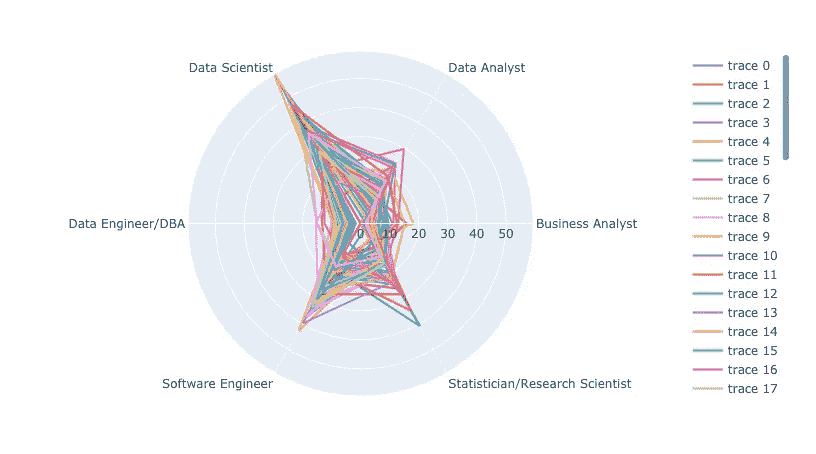 Data Scientist
Data Analyst
Data Engineer/DBA
Business Analyst
0 10 20 30 40 50
Software Engineer
Statistician/Research Scientist
trace 0
trace 1
trace 2
trace 3
trace 4
trace 5
trace 6
trace 7
trace 8
trace 9
trace 10
trace 11
trace 12
trace 13
trace 14
trace 15
trace 16
trace 17